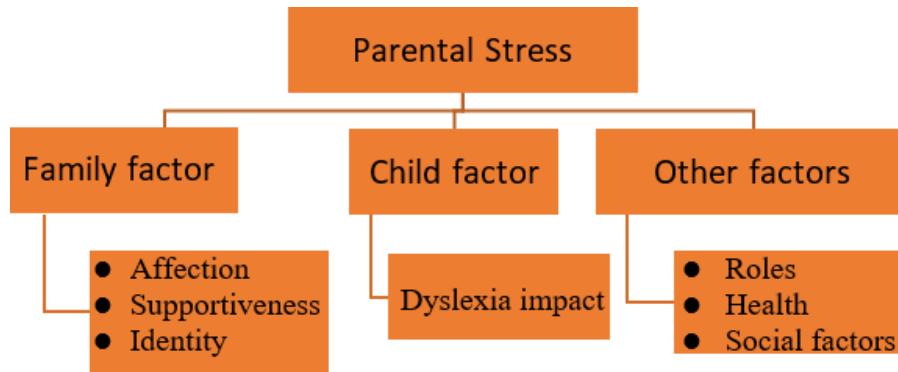 Parental Stress
Family factor
Child factor
Other factors
● Affection
● Supportiveness
● Identity
Dyslexia impact
● Roles
● Health
● Social factors